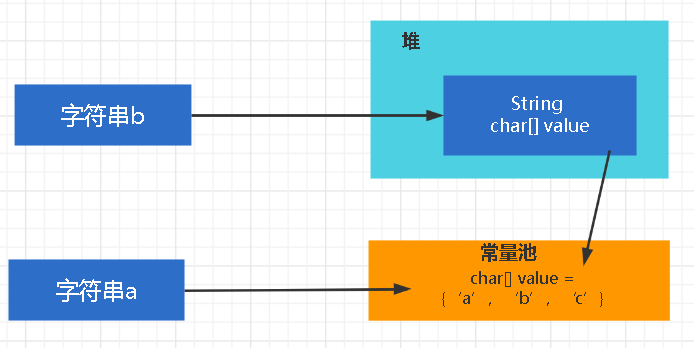 堆
字符串b
String
char[] value
常量池
字符串a
char[] value =
{ ‘a’ , ‘b’ , ‘c’ }